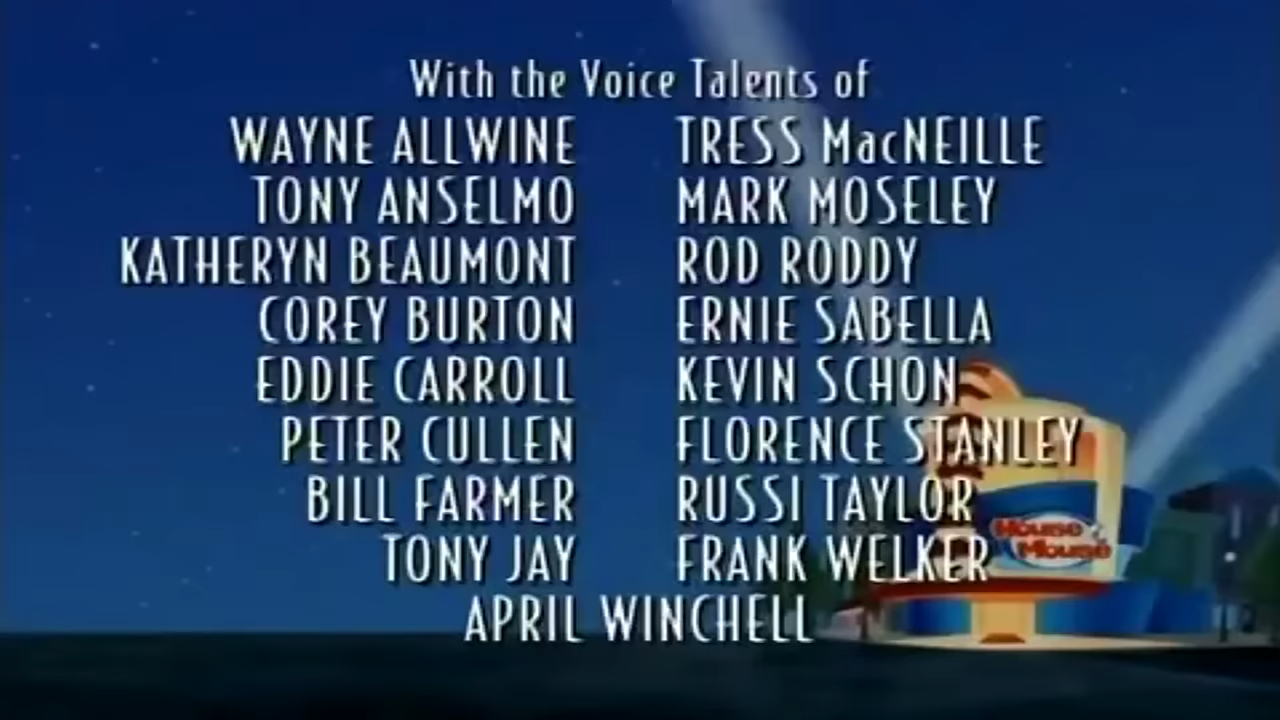 With the Voice Talents of
WAYNE ALLWINE TRESS MacNEILLE
TONY ANSELMO MARK MOSELEY
KATHERYN BEAUMONT ROD RODDY
COREY BURTON ERNIE SABELLA
EDDIE CARROLL KEVIN SCHON
PETER CULLEN FLORENCE STANLEY
BILL FARMER RUSSI TAYLOR
TONY JAY FRANK WELKER
APRIL WINCHELL
House
Mouse